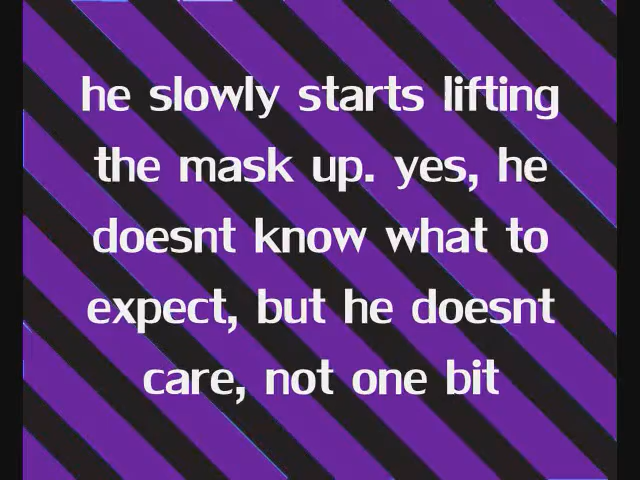 he slowly starts lifting
the mask up. yes, he
doesnt know what to
expect, but he doesnt
care, not one bit